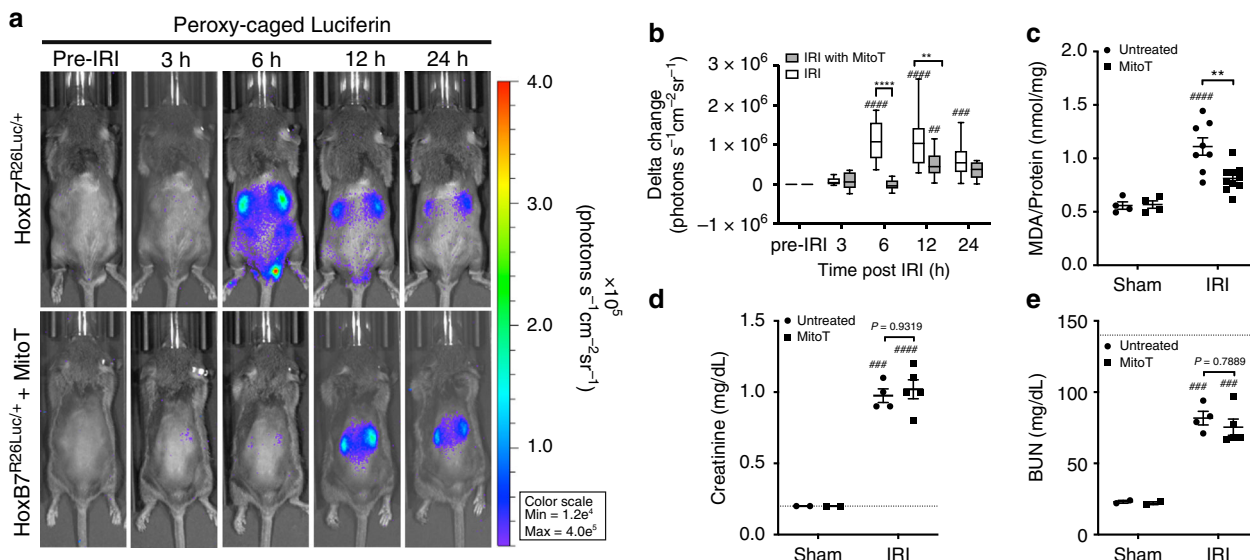 a
Peroxy-caged Luciferin
Pre-IRI 3 h 6 h 12 h 24 h
HoxB7R26Luc/+
HoxB7R26Luc/+ + MitoT
4.0
3.0
2.0
1.0
×10⁵
(photons s⁻¹cm⁻²sr⁻¹)
Color scale
Min = 1.2e⁴
Max = 4.0e⁵
b
IRI with MitoT
IRI
**
****
####
####
##
###
3 × 10⁶
2 × 10⁶
1 × 10⁶
0
−1 × 10⁶
Delta change
(photons s⁻¹cm⁻²sr⁻¹)
pre-IRI 3 6 12 24
Time post IRI (h)
c
Untreated
MitoT
**
####
2.0
1.5
1.0
0.5
0.0
MDA/Protein (nmol/mg)
Sham IRI
d
Untreated
MitoT
P = 0.9319
### ####
1.5
1.0
0.5
0.0
Creatinine (mg/dL)
Sham IRI
e
Untreated
MitoT
P = 0.7889
### ###
150
100
50
0
BUN (mg/dL)
Sham IRI